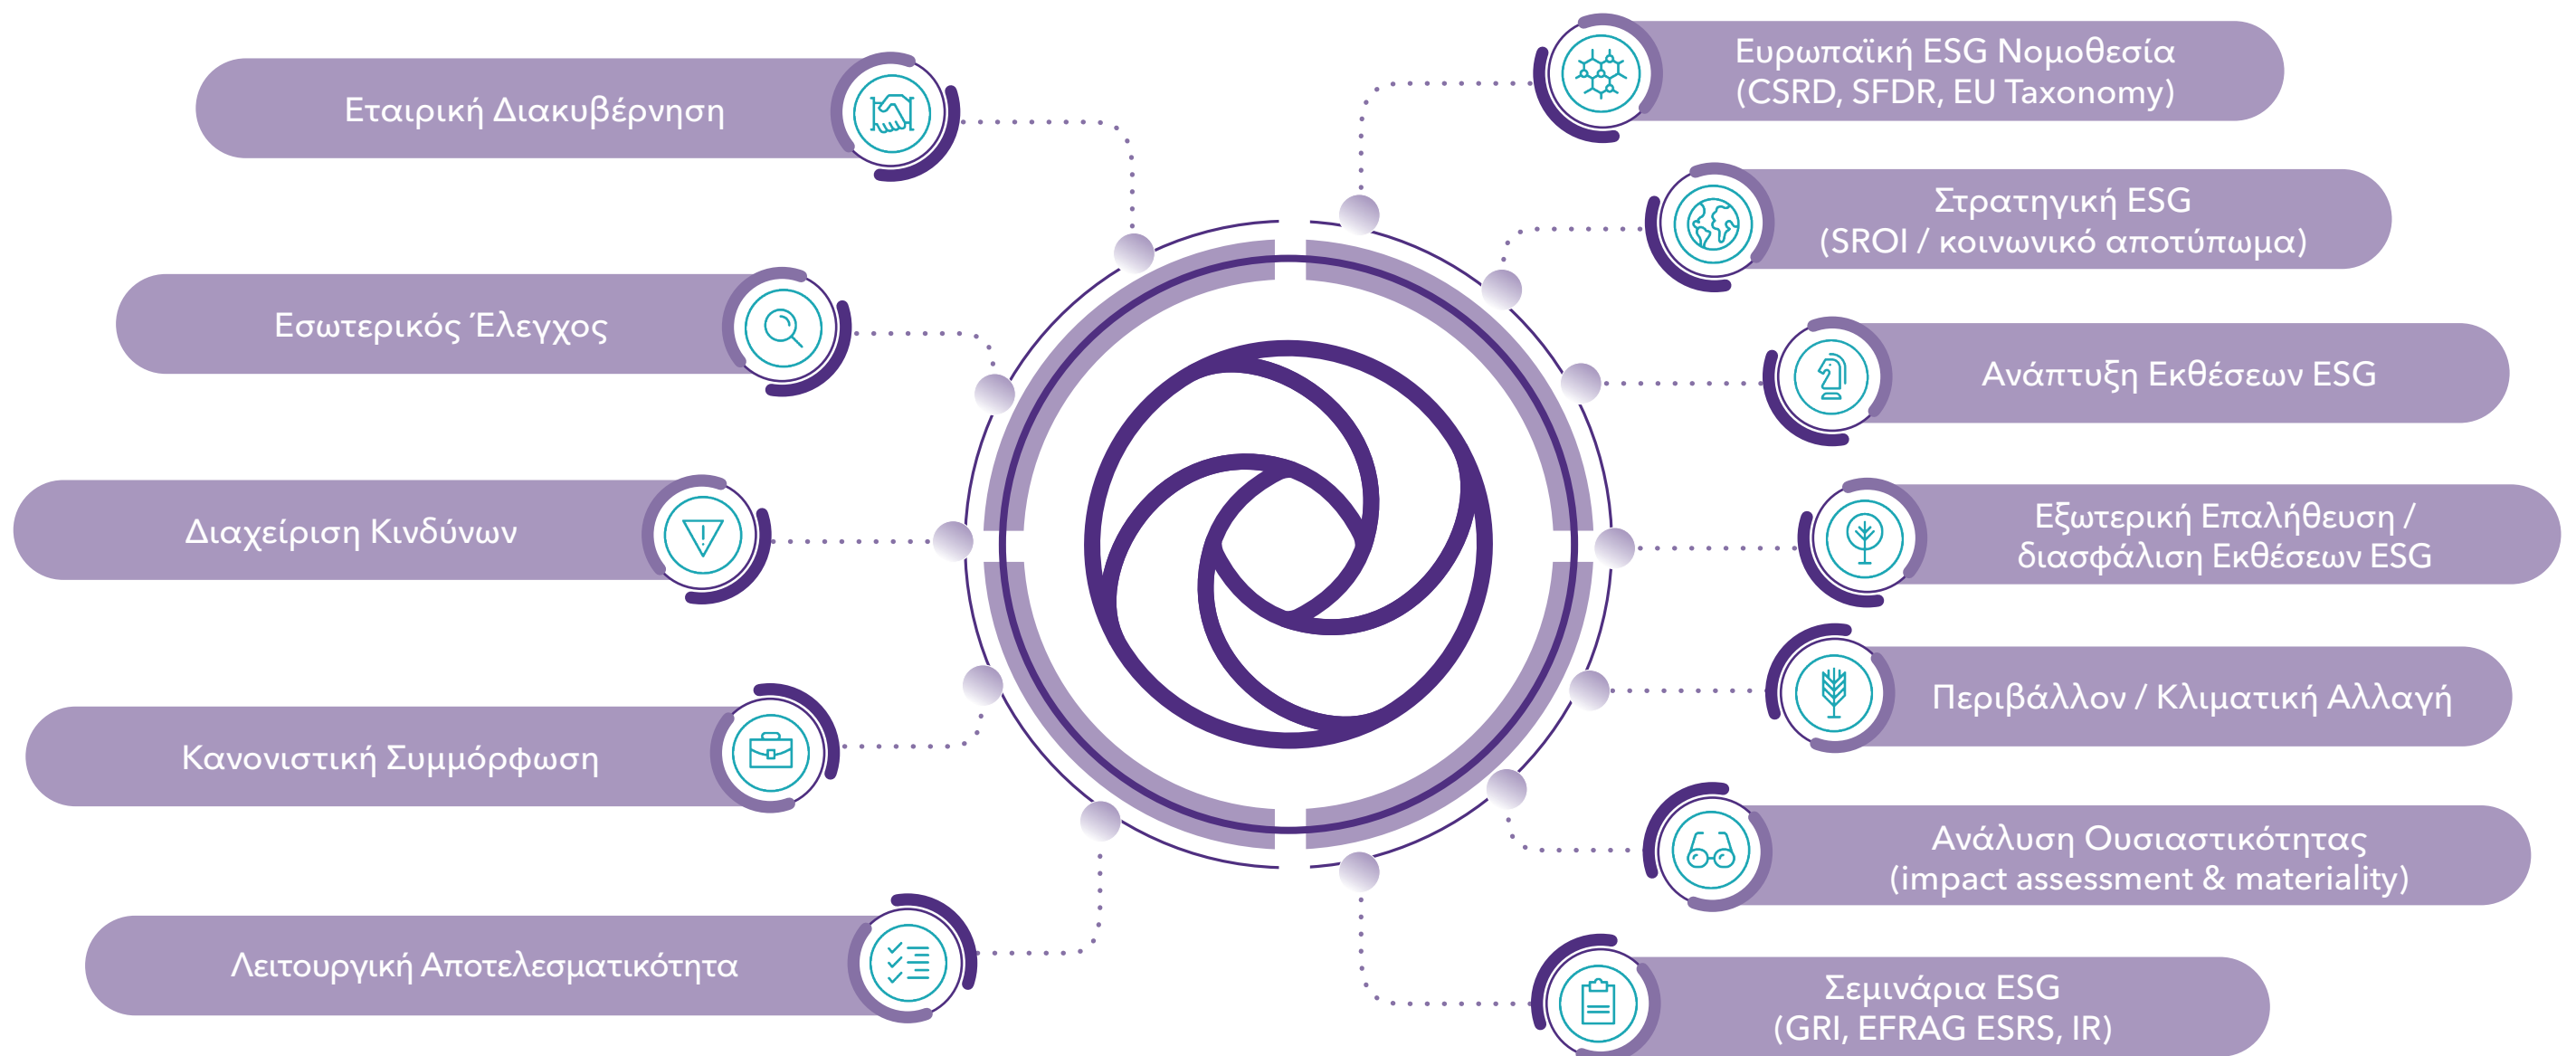 Εταιρική Διακυβέρνηση
Εσωτερικός Έλεγχος
Διαχείριση Κινδύνων
Κανονιστική Συμμόρφωση
Λειτουργική Αποτελεσματικότητα
Ευρωπαϊκή ESG Νομοθεσία
(CSRD, SFDR, EU Taxonomy)
Στρατηγική ESG
(SROI / κοινωνικό αποτύπωμα)
Ανάπτυξη Εκθέσεων ESG
Εξωτερική Επαλήθευση /
διασφάλιση Εκθέσεων ESG
Περιβάλλον / Κλιματική Αλλαγή
Ανάλυση Ουσιαστικότητας
(impact assessment & materiality)
Σεμινάρια ESG
(GRI, EFRAG ESRS, IR)